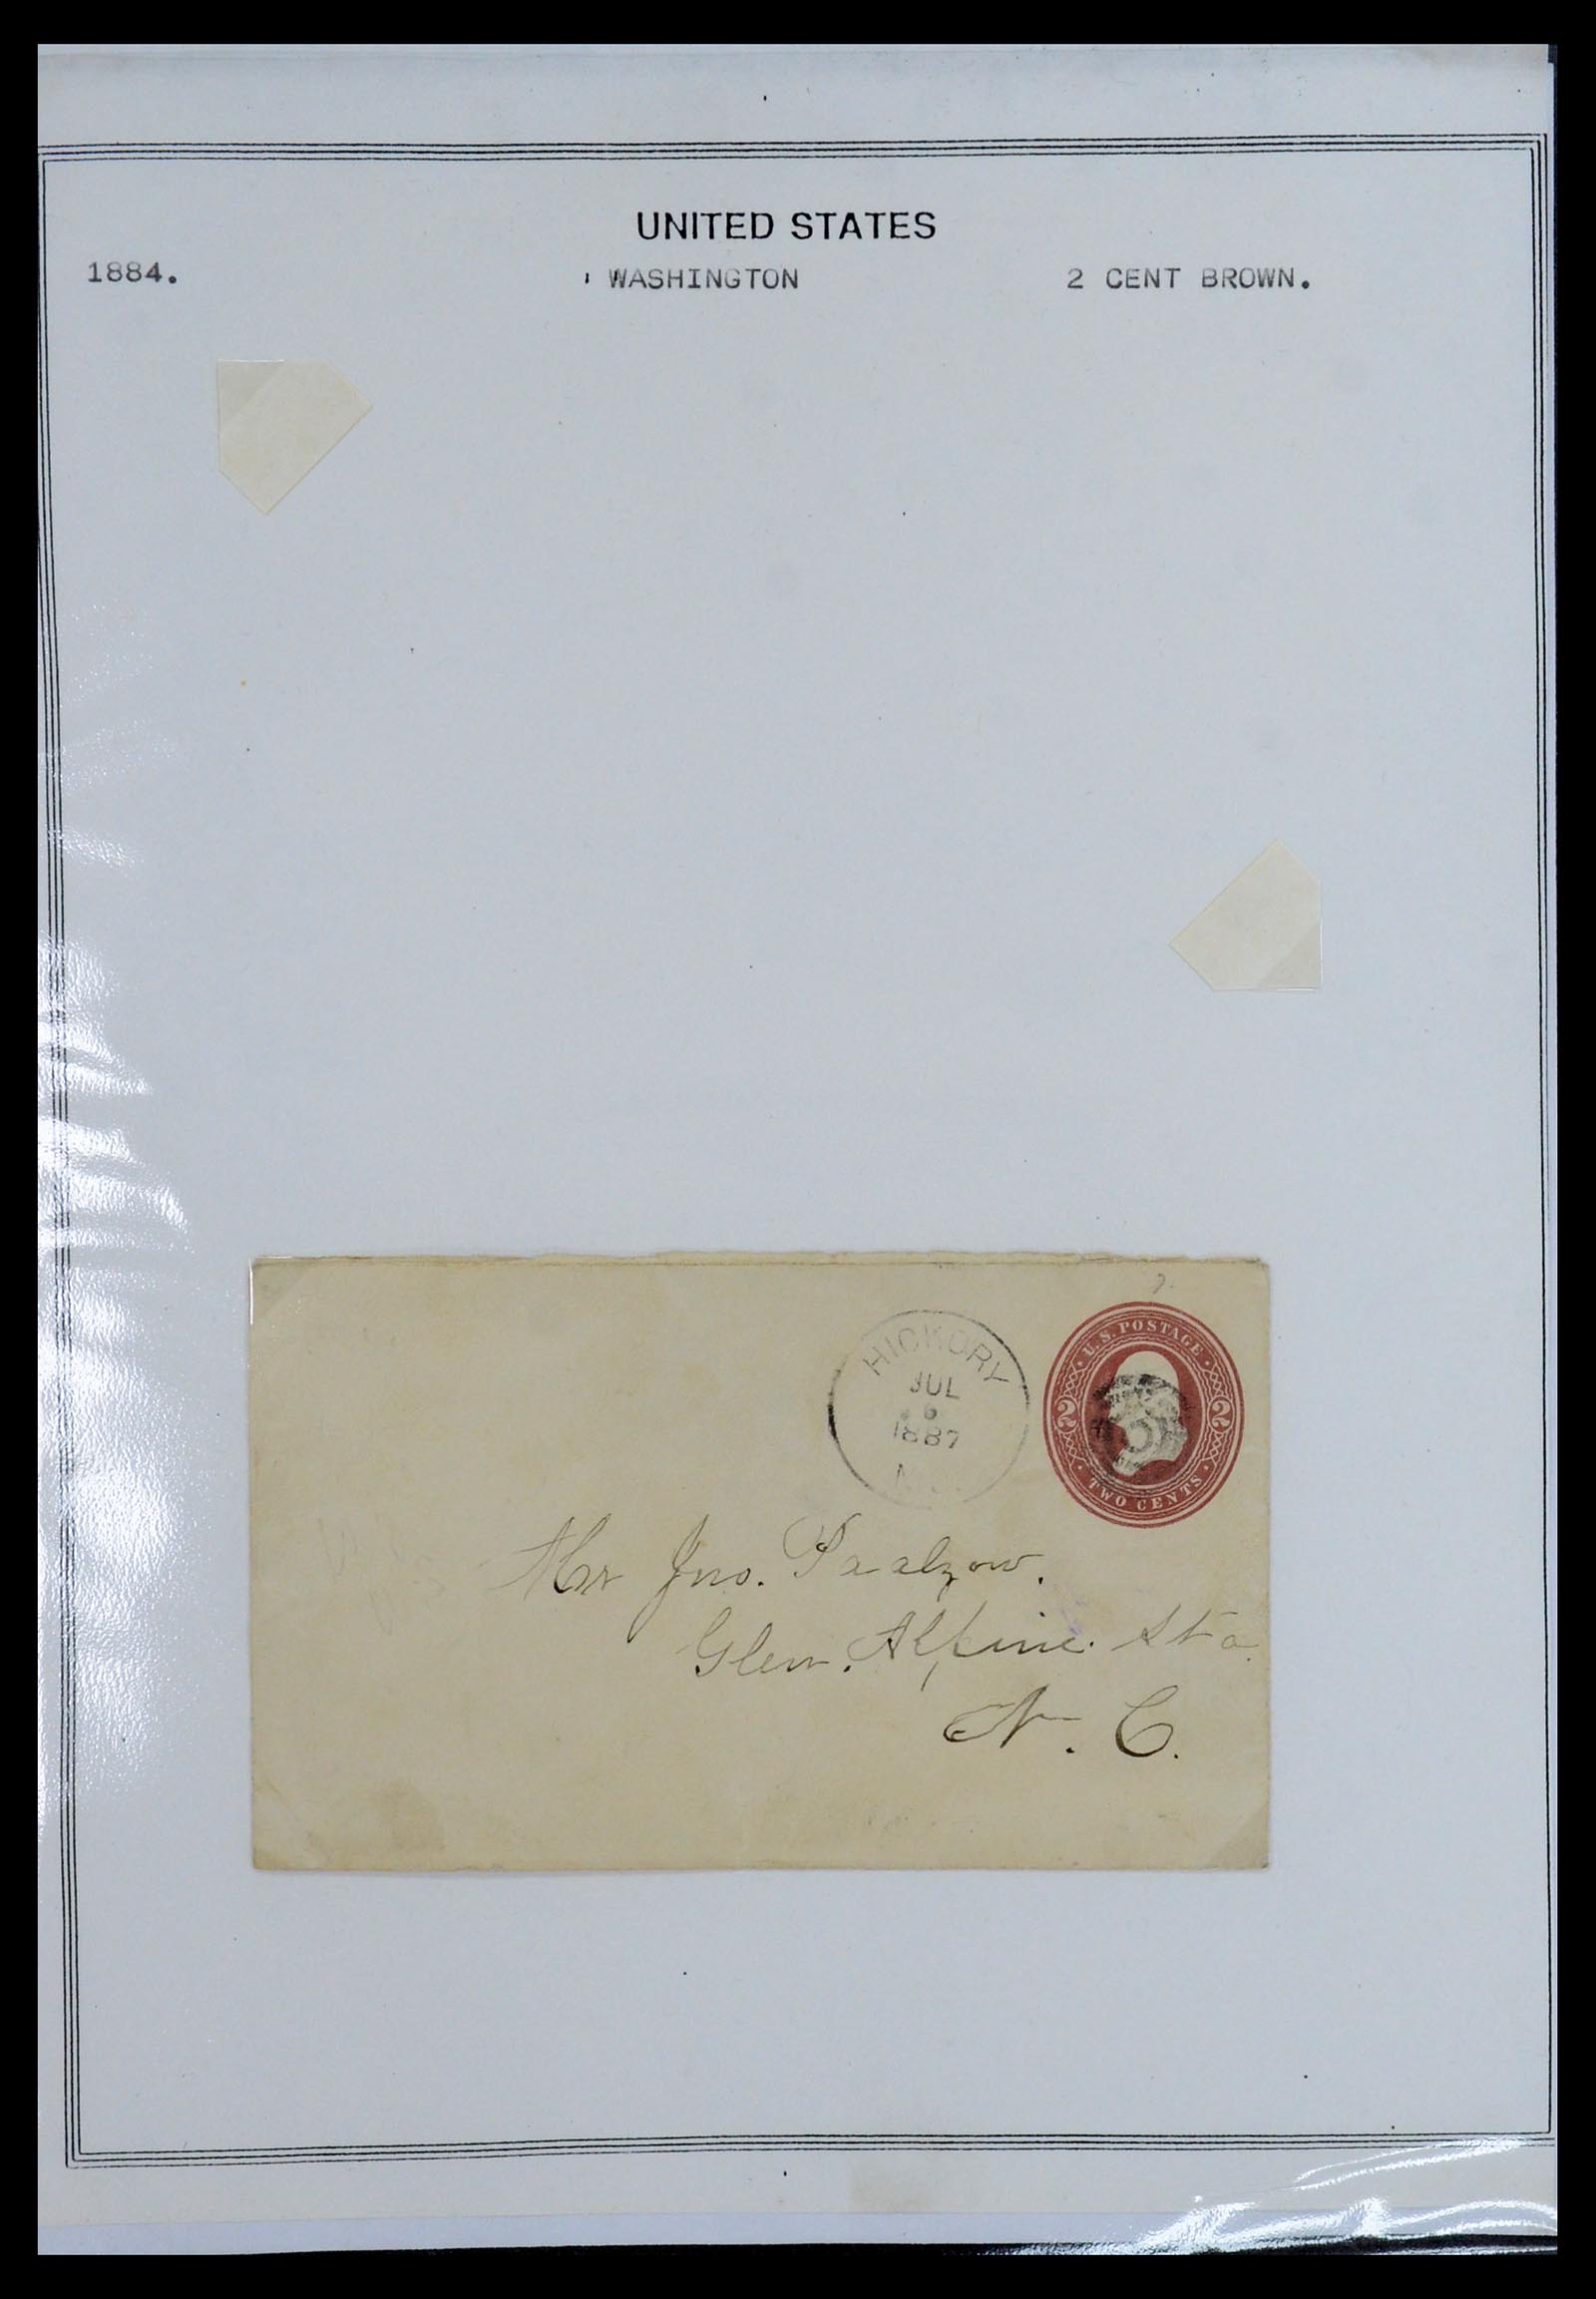 UNITED STATES
1884. WASHINGTON 2 CENT BROWN.
U.S. POSTAGE
2 2
TWO CENTS
HICKORY
JUL
6
1887
N.
Mr Jno. Paalzow.
Glen. Alpine. Sta.
N. C.